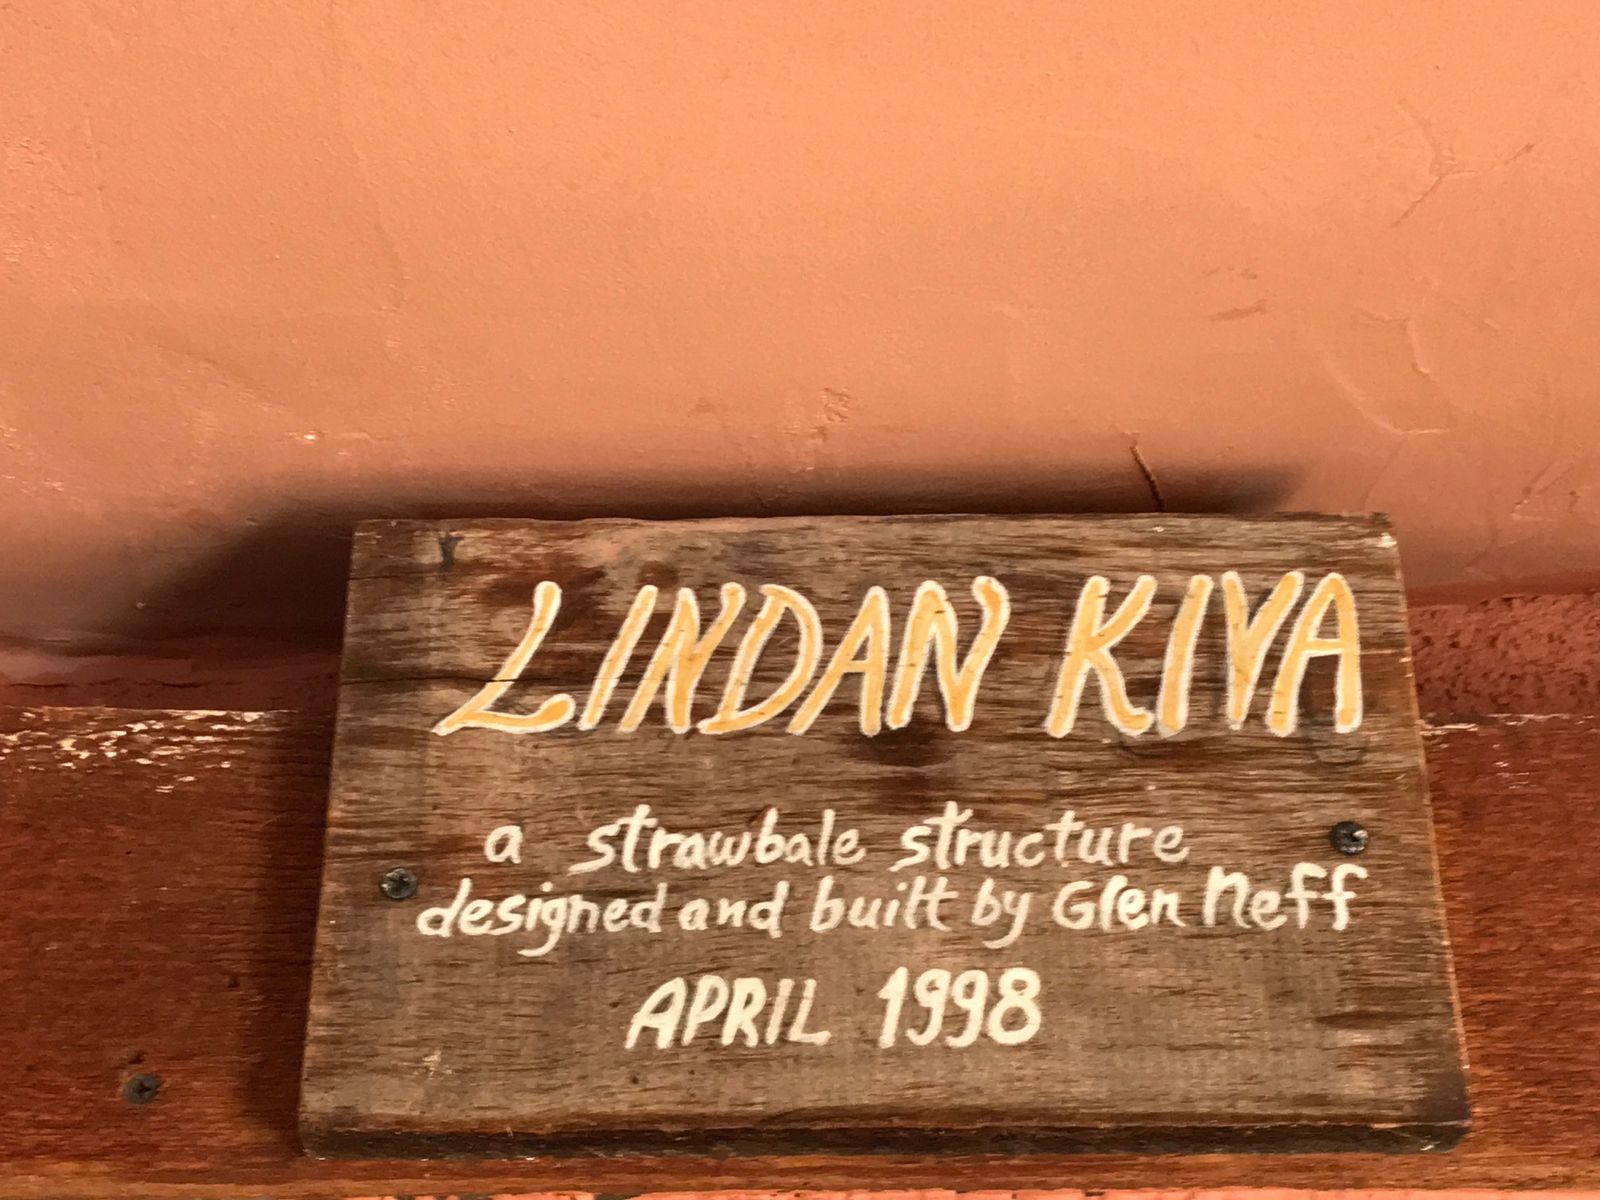 LINDAN KIVA
a strawbale structure
designed and built by Glen Neff
APRIL 1998